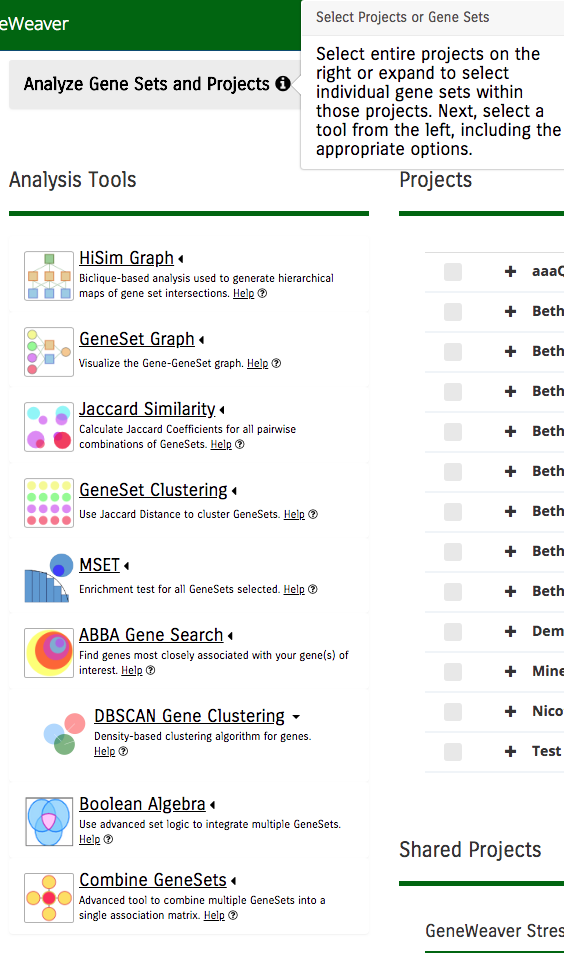 eWeaver
Select Projects or Gene Sets
Select entire projects on the
right or expand to select
individual gene sets within
those projects. Next, select a
tool from the left, including the
appropriate options.
Analyze Gene Sets and Projects
Analysis Tools
HiSim Graph
Biclique-based analysis used to generate hierarchical
maps of gene set intersections. Help
GeneSet Graph
Visualize the Gene-GeneSet graph. Help
Jaccard Similarity
Calculate Jaccard Coefficients for all pairwise
combinations of GeneSets. Help
GeneSet Clustering
Use Jaccard Distance to cluster GeneSets. Help
MSET
Enrichment test for all GeneSets selected. Help
ABBA Gene Search
Find genes most closely associated with your gene(s) of
interest. Help
DBSCAN Gene Clustering
Density-based clustering algorithm for genes.
Help
Boolean Algebra
Use advanced set logic to integrate multiple GeneSets.
Help
Combine GeneSets
Advanced tool to combine multiple GeneSets into a
single association matrix. Help
Projects
+ aaaC
+ Beth
+ Beth
+ Beth
+ Beth
+ Beth
+ Beth
+ Beth
+ Beth
+ Dem
+ Mine
+ Nico
+ Test
Shared Projects
GeneWeaver Stres